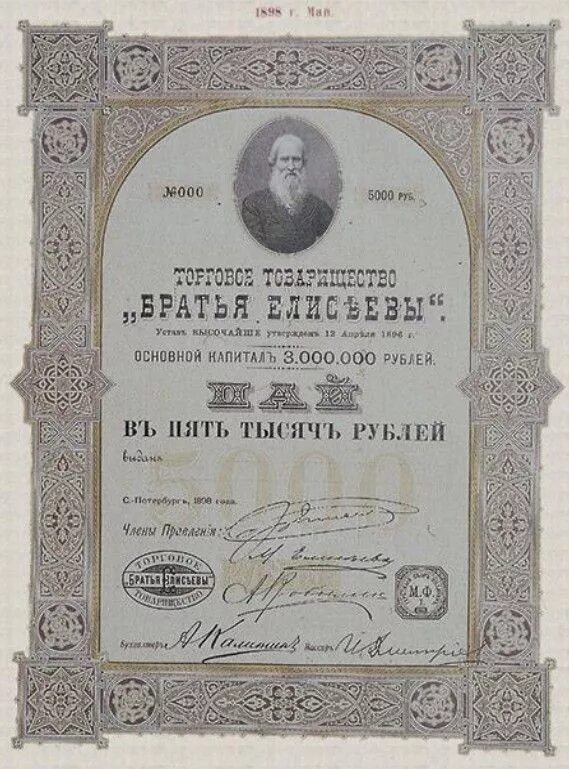 1898 г. Май.
№000
5000 РУБ.
ТОРГОВОЕ ТОВАРИЩЕСТВО
„БРАТЬЯ ЕЛИСѢЕВЫ“.
Уставъ ВЫСОЧАЙШЕ утвержденъ 12 Апрѣля 1896 г.
ОСНОВНОЙ КАПИТАЛЪ 3.000.000 РУБЛЕЙ.
ПАЙ
ВЪ ПЯТЬ ТЫСЯЧЪ РУБЛЕЙ
5000
выданъ
С.-Петербургъ, 1898 года.
Члены Правленія:
М Елисѣевъ
ТОРГОВОЕ
„БРАТЬЯ ЕЛИСѢЕВЫ“
ТОВАРИЩЕСТВО
М.Ф.
Бухгалтеръ А Калитинъ Кассиръ